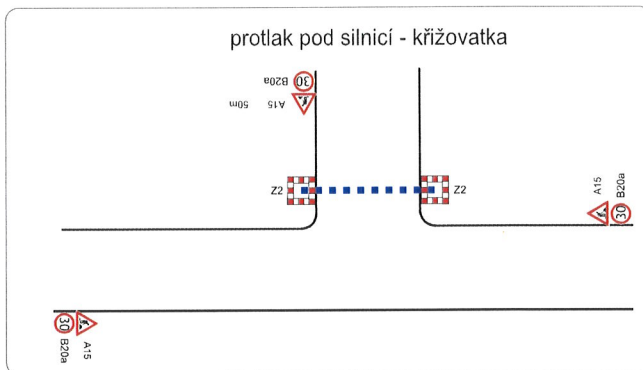 protlak pod silnicí - křižovatka
30 B20a
A15 50m
Z2
Z2
A15
30 B20a
30 B20a
A15